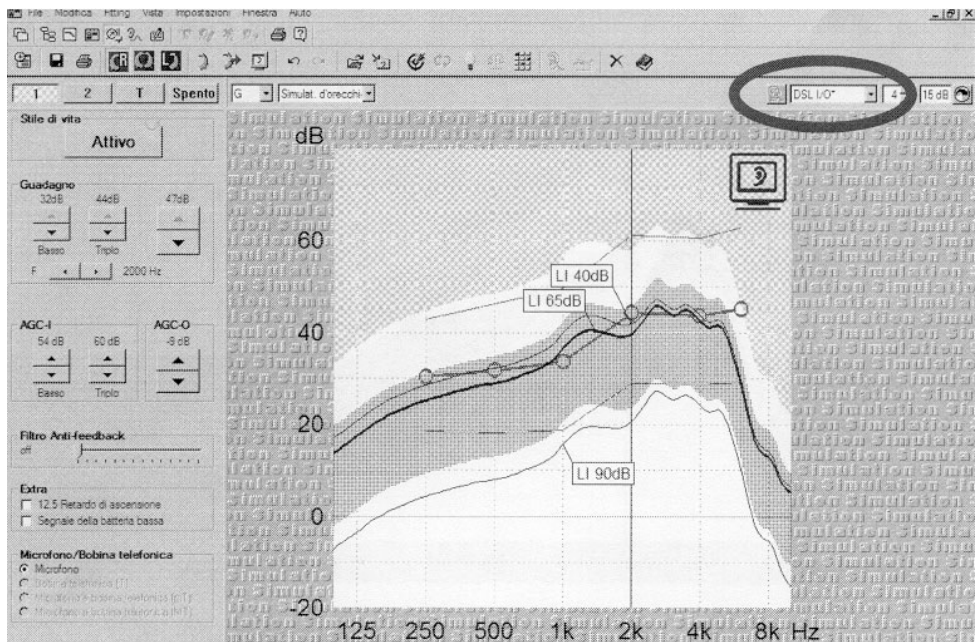 File Modifica Fitting Vista Impostazioni Finestra Aiuto
1 2 T Spento G Simulat. d'orecchi- DSL I/O* 4 15 dB
Stile di vita
Attivo
Guadagno
32dB 44dB 47dB
Basso Triplo
F 2000 Hz
AGC-I AGC-O
54 dB 60 dB -9 dB
Basso Triplo
Filtro Anti-feedback
off
Extra
12.5 Retardo di ascensione
Segnale della batteria bassa
Microfono/Bobina telefonica
Microfono
dB
60
40
20
0
-20
LI 40dB
LI 65dB
LI 90dB
125 250 500 1k 2k 4k 8k Hz
Simulation